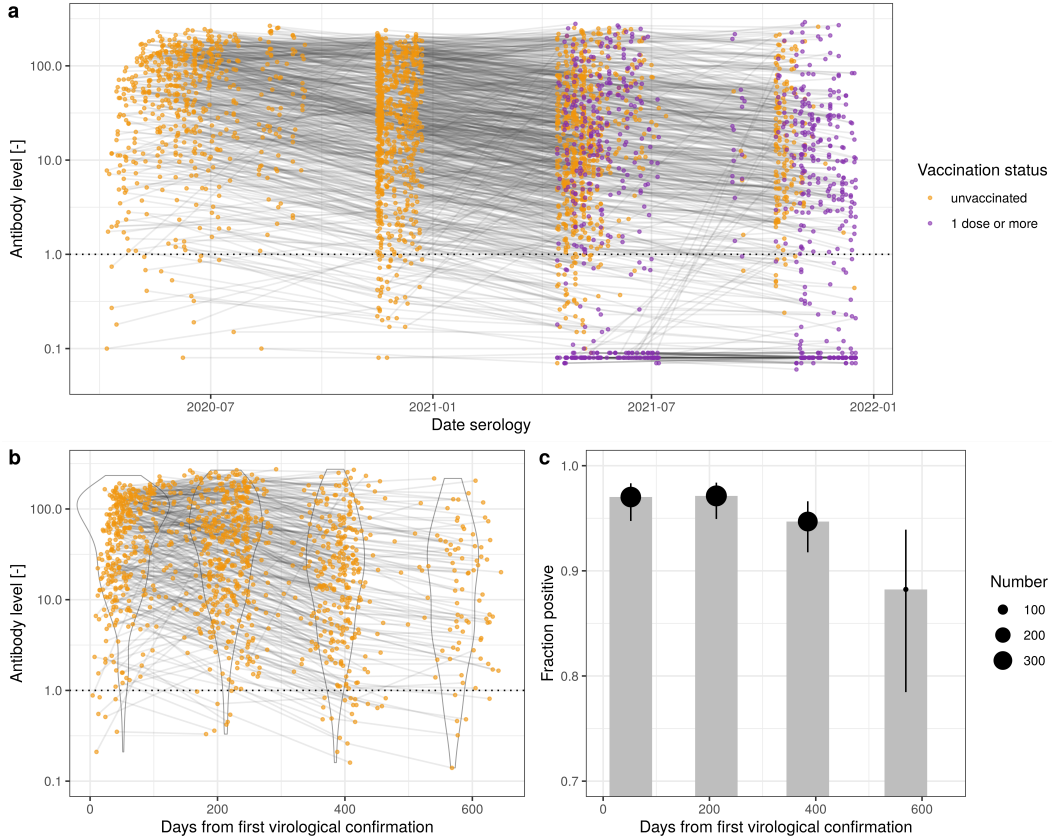 a
100.0
10.0
1.0
0.1
Antibody level [-]
2020-07
2021-01
2021-07
2022-01
Date serology
Vaccination status
unvaccinated
1 dose or more
b
100.0
10.0
1.0
0.1
Antibody level [-]
0
200
400
600
Days from first virological confirmation
c
1.0
0.9
0.8
0.7
Fraction positive
0
200
400
600
Days from first virological confirmation
Number
100
200
300